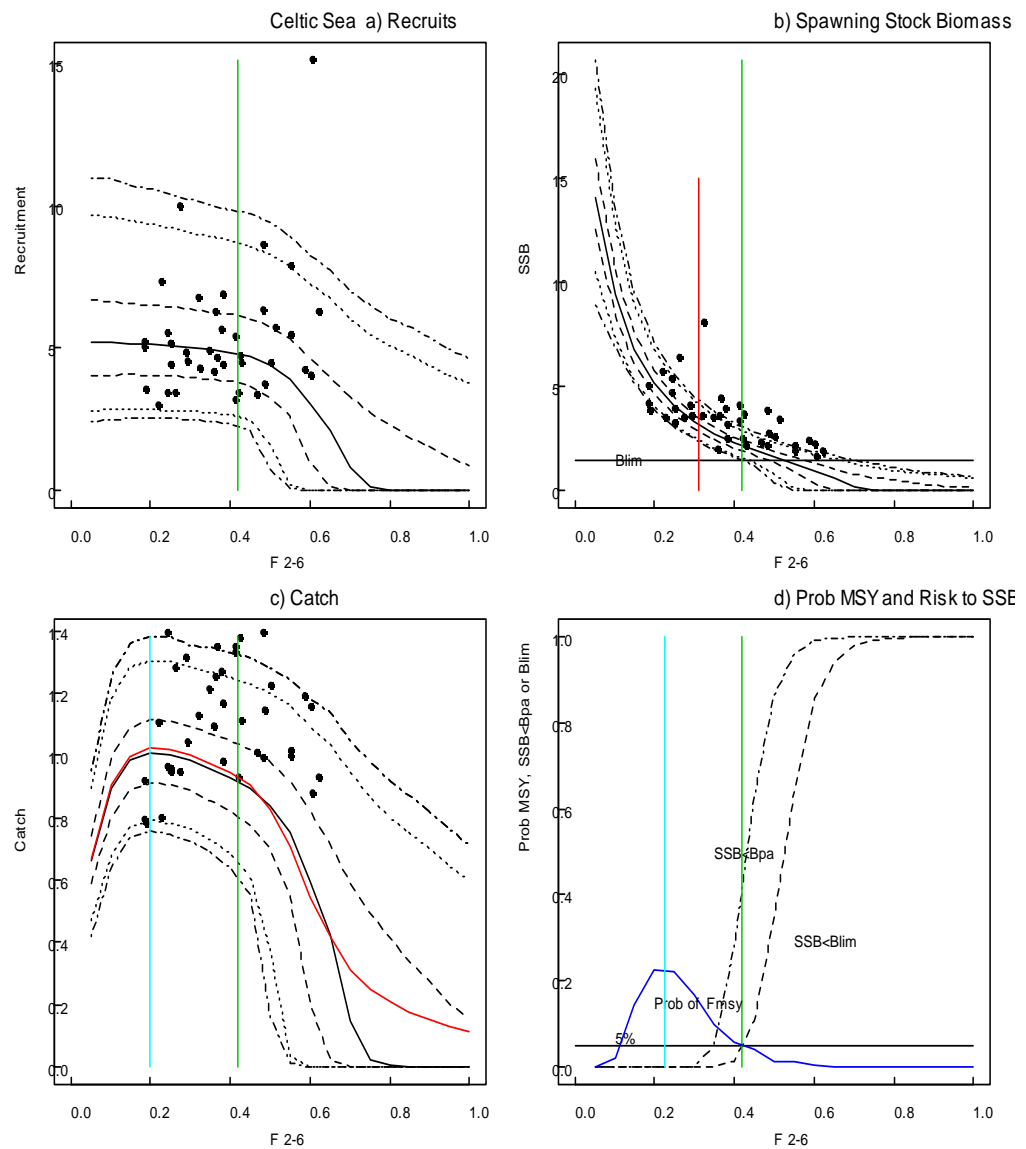 Celtic Sea a) Recruits
Recruitment
15
10
5
0
0.0 0.2 0.4 0.6 0.8 1.0
F 2-6
b) Spawning Stock Biomass
SSB
20
15
10
5
0
Blim
0.0 0.2 0.4 0.6 0.8 1.0
F 2-6
c) Catch
Catch
1.4
1.2
1.0
0.8
0.6
0.4
0.2
0.0
0.0 0.2 0.4 0.6 0.8 1.0
F 2-6
d) Prob MSY and Risk to SSB
Prob MSY, SSB<Bpa or Blim
1.0
0.8
0.6
0.4
0.2
0.0
SSB<Bpa
SSB<Blim
Prob of Fmsy
5%
0.0 0.2 0.4 0.6 0.8 1.0
F 2-6